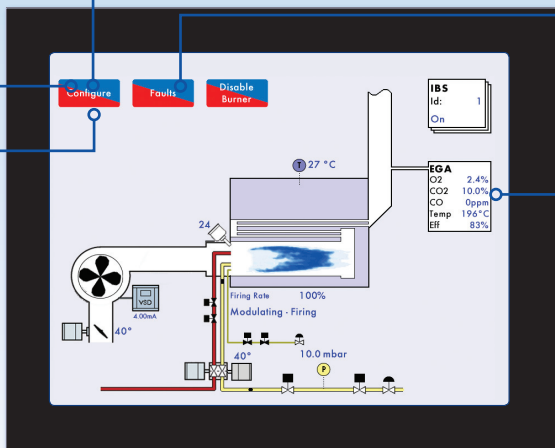 Configure
Faults
Disable
Burner
IBS
Id: 1
On
T 27 °C
EGA
O2 2.4%
CO2 10.0%
CO 0ppm
Temp 196°C
Eff 83%
24
VSD
4.00mA
Firing Rate 100%
Modulating - Firing
40°
40°
10.0 mbar
P